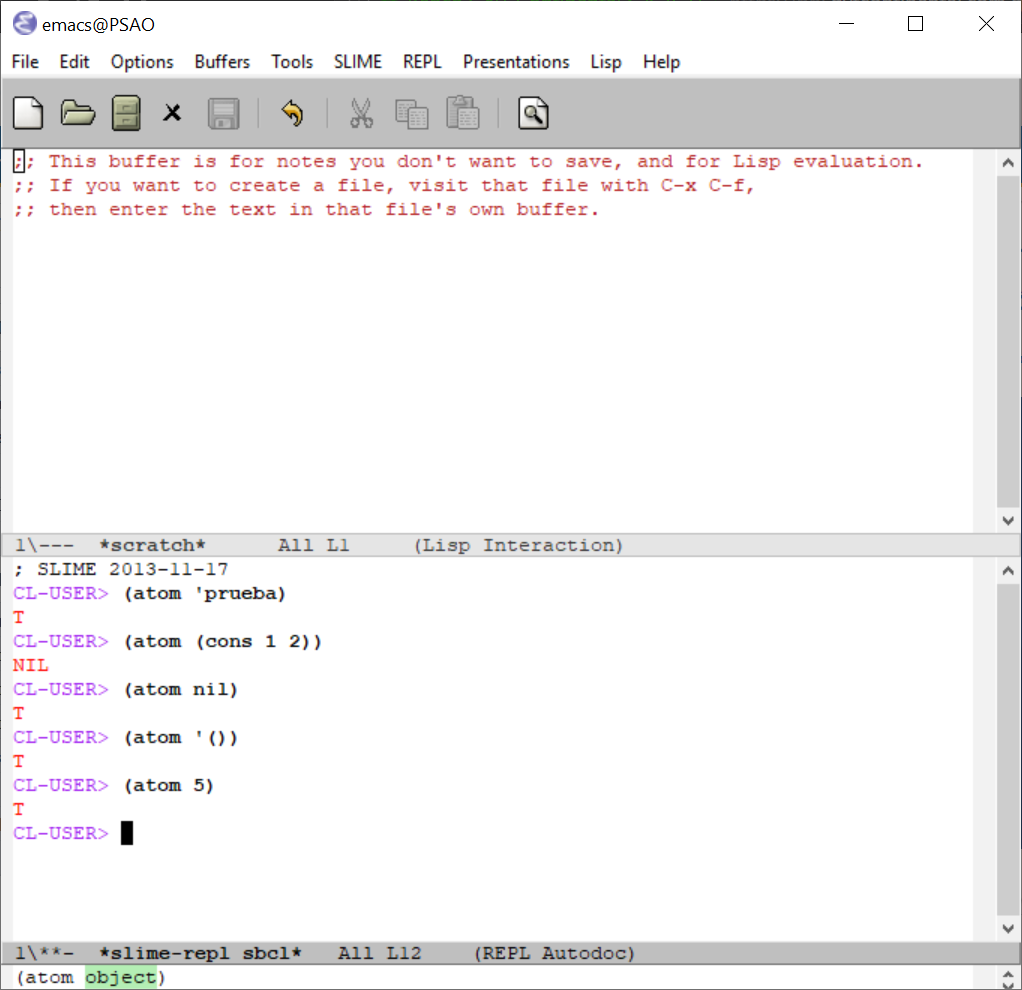 emacs@PSAO
File Edit Options Buffers Tools SLIME REPL Presentations Lisp Help
;; This buffer is for notes you don't want to save, and for Lisp evaluation.
;; If you want to create a file, visit that file with C-x C-f,
;; then enter the text in that file's own buffer.
1\--- *scratch* All L1 (Lisp Interaction)
; SLIME 2013-11-17
CL-USER> (atom 'prueba)
T
CL-USER> (atom (cons 1 2))
NIL
CL-USER> (atom nil)
T
CL-USER> (atom '())
T
CL-USER> (atom 5)
T
CL-USER>
1\**- *slime-repl sbcl* All L12 (REPL Autodoc)
(atom object)